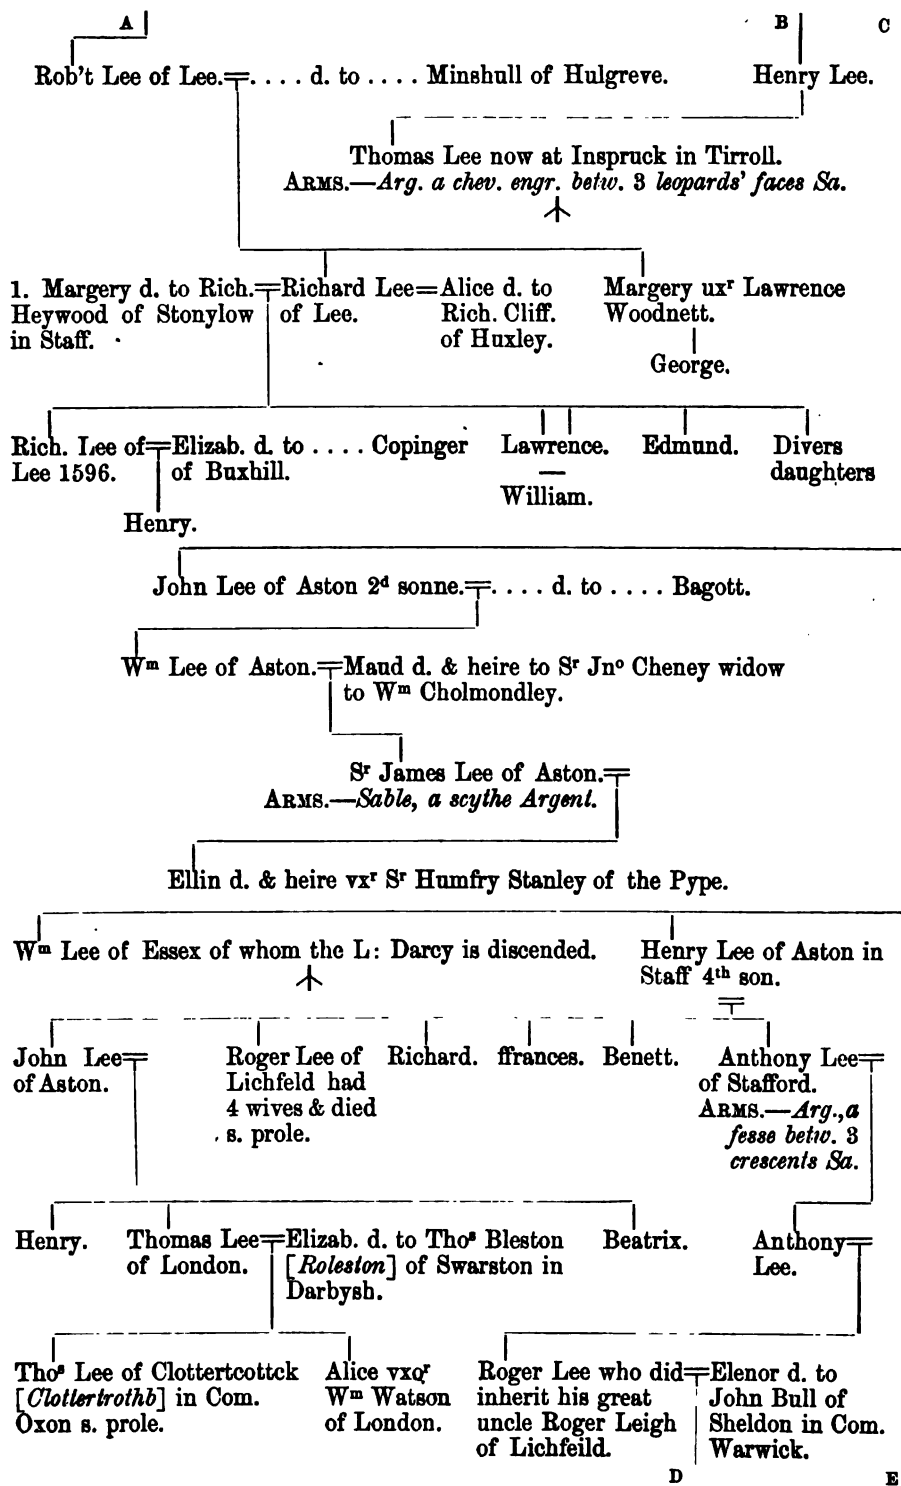 A B C
Rob't Lee of Lee.=. . . . d. to . . . . Minshull of Hulgreve. Henry Lee.
Thomas Lee now at Inspruck in Tirroll.
ARMS.—Arg. a chev. engr. betw. 3 leopards' faces Sa.
1. Margery d. to Rich.=Richard Lee=Alice d. to Margery uxʳ Lawrence
Heywood of Stonylow of Lee. Rich. Cliff. Woodnett.
in Staff. of Huxley.
George.
Rich. Lee of=Elizab. d. to . . . . Copinger Lawrence. Edmund. Divers
Lee 1596. of Buxhill. — daughters
William.
Henry.
John Lee of Aston 2ᵈ sonne.=. . . . d. to . . . . Bagott.
Wᵐ Lee of Aston.=Maud d. & heire to Sʳ Jnᵒ Cheney widow
to Wᵐ Cholmondley.
Sʳ James Lee of Aston.=
ARMS.—Sable, a scythe Argent.
Ellin d. & heire vxʳ Sʳ Humfry Stanley of the Pype.
Wᵐ Lee of Essex of whom the L: Darcy is discended. Henry Lee of Aston in
Staff 4ᵗʰ son.
=
John Lee= Roger Lee of Richard. ffrances. Benett. Anthony Lee=
of Aston. Lichfeld had of Stafford.
4 wives & died ARMS.—Arg., a
s. prole. fesse betw. 3
crescents Sa.
Henry. Thomas Lee=Elizab. d. to Thoˢ Bleston Beatrix. Anthony=
of London. [Roleston] of Swarston in Lee.
Darbysh.
Thoˢ Lee of Clottertcottck Alice vxoʳ Roger Lee who did=Elenor d. to
[Clottertrothb] in Com. Wᵐ Watson inherit his great John Bull of
Oxon s. prole. of London. uncle Roger Leigh Sheldon in Com.
of Lichfeild. Warwick.
D E